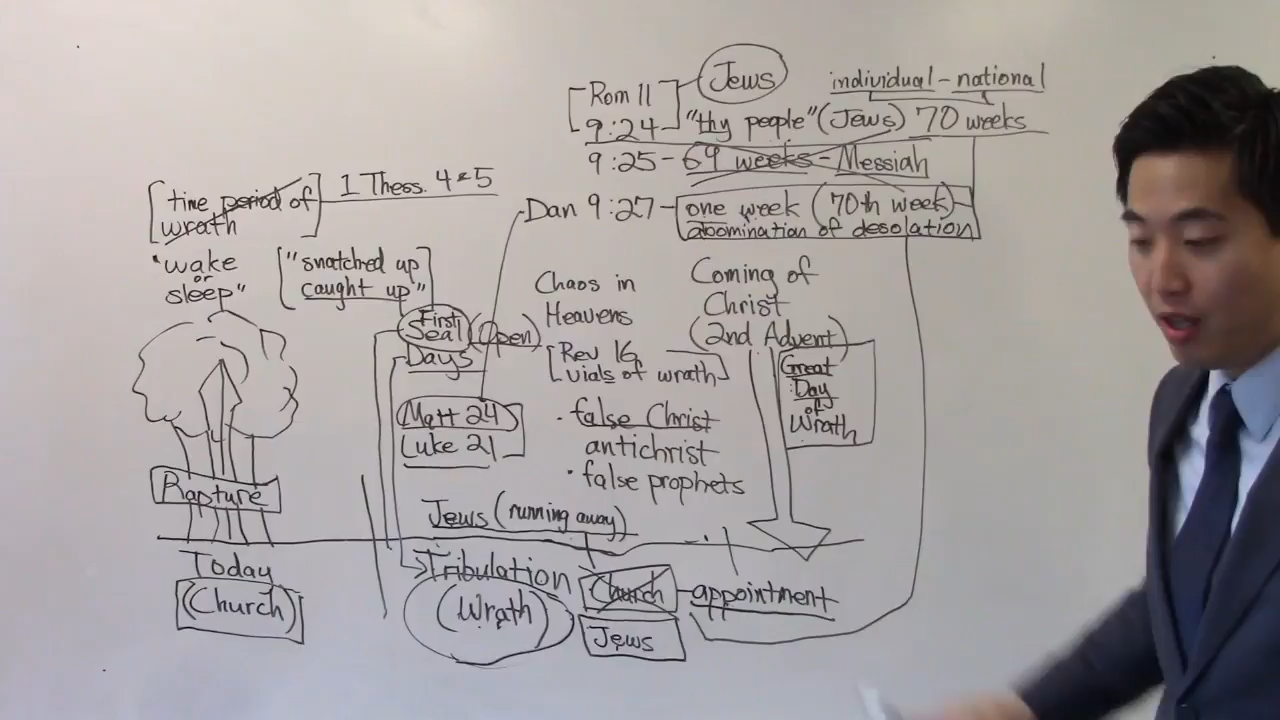 Jews
individual - national
Rom 11
9:24 "thy people" (Jews) 70 weeks
9:25 - 69 weeks - Messiah
Dan 9:27 - one week (70th week)
abomination of desolation
[time period of
wrath]
1 Thess. 4 & 5
"wake
or
sleep"
["snatched up
caught up"]
First
Seal (Open)
Days
Matt 24
Luke 21
Chaos in
Heavens
[Rev 16
vials of wrath]
• false Christ
antichrist
• false prophets
Coming of
Christ
(2nd Advent)
Great
Day
of
Wrath
Rapture
Jews (running away)
Today
(Church)
Tribulation
(Wrath)
Church - appointment
Jews